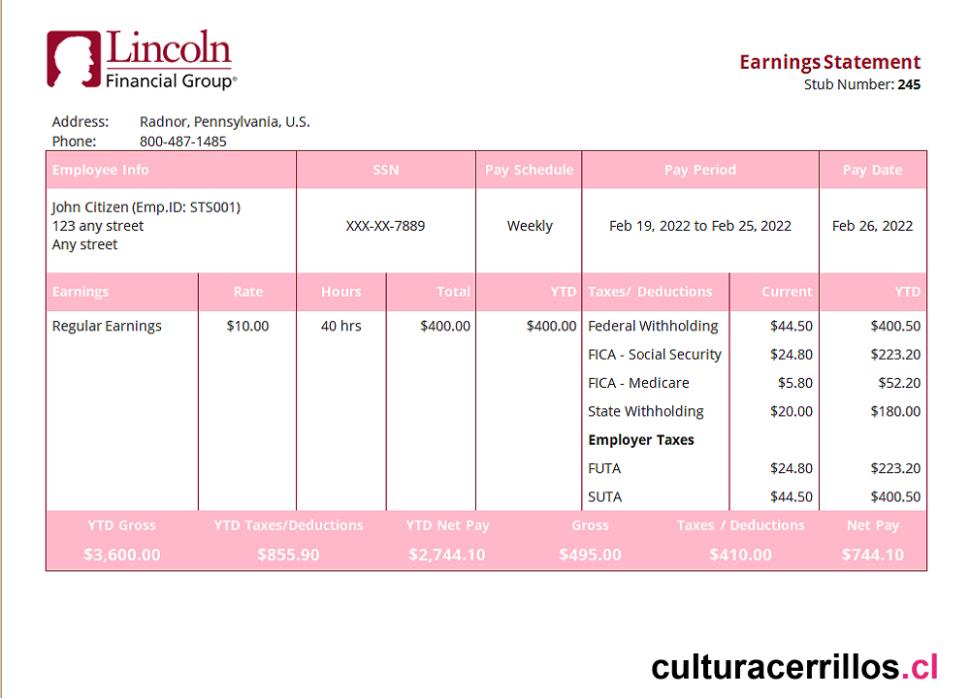 Lincoln
Financial Group®
Earnings Statement
Stub Number: 245
Address: Radnor, Pennsylvania, U.S.
Phone: 800-487-1485
Employee Info SSN Pay Schedule Pay Period Pay Date
John Citizen (Emp.ID: STS001)
123 any street XXX-XX-7889 Weekly Feb 19, 2022 to Feb 25, 2022 Feb 26, 2022
Any street
Earnings Rate Hours Total YTD Taxes/ Deductions Current YTD
Regular Earnings $10.00 40 hrs $400.00 $400.00 Federal Withholding $44.50 $400.50
FICA - Social Security $24.80 $223.20
FICA - Medicare $5.80 $52.20
State Withholding $20.00 $180.00
Employer Taxes
FUTA $24.80 $223.20
SUTA $44.50 $400.50
YTD Gross YTD Taxes/Deductions YTD Net Pay Gross Taxes / Deductions Net Pay
$3,600.00 $855.90 $2,744.10 $495.00 $410.00 $744.10
culturacerrillos.cl